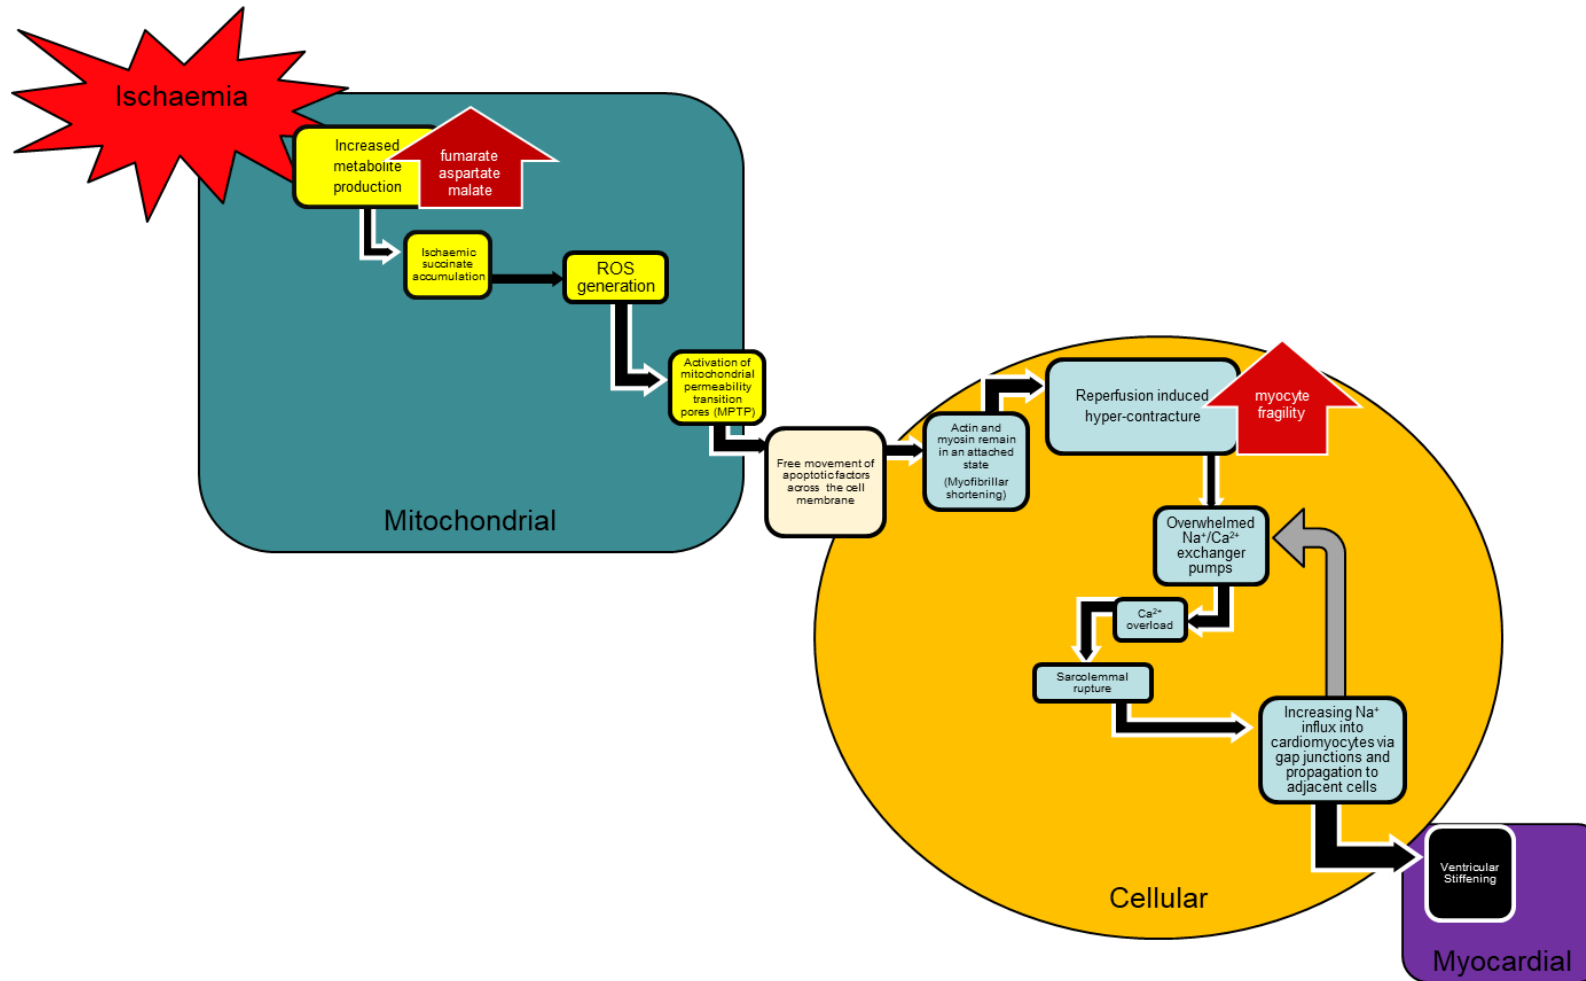 Ischaemia
Increased
metabolite
production
fumarate
aspartate
malate
Ischaemic
succinate
accumulation
ROS
generation
Activation of
mitochondrial
permeability
transition
pores (MPTP)
Mitochondrial
Free movement of
apoptotic factors
across the cell
membrane
Actin and
myosin remain
in an attached
state
(Myofibrillar
shortening)
Reperfusion induced
hyper-contracture
myocyte
fragility
Overwhelmed
Na⁺/Ca²⁺
exchanger
pumps
Ca²⁺
overload
Sarcolemmal
rupture
Increasing Na⁺
influx into
cardiomyocytes via
gap junctions and
propagation to
adjacent cells
Cellular
Ventricular
Stiffening
Myocardial